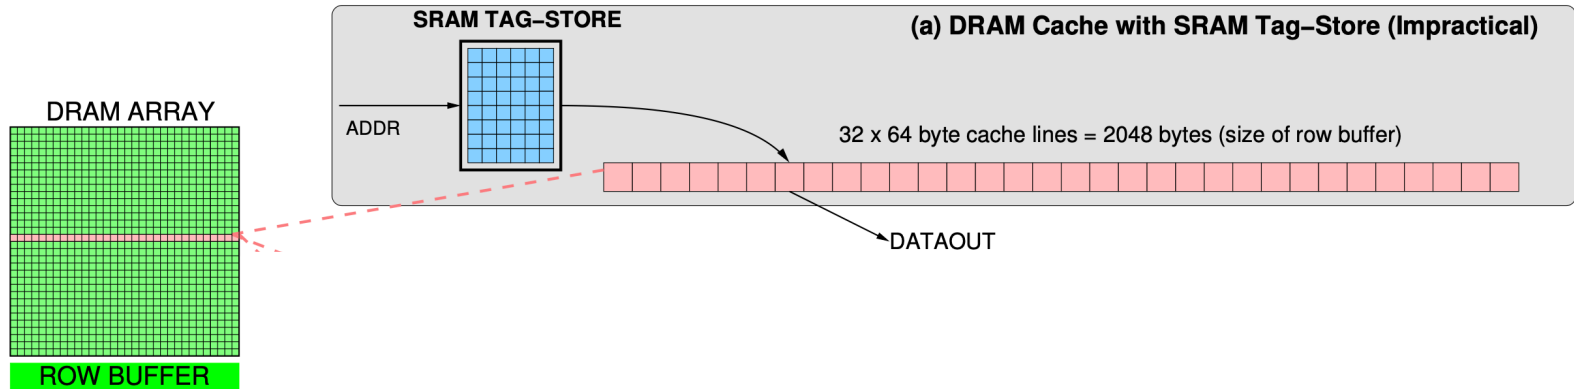 SRAM TAG−STORE
(a) DRAM Cache with SRAM Tag−Store (Impractical)
DRAM ARRAY
ADDR
32 x 64 byte cache lines = 2048 bytes (size of row buffer)
DATAOUT
ROW BUFFER